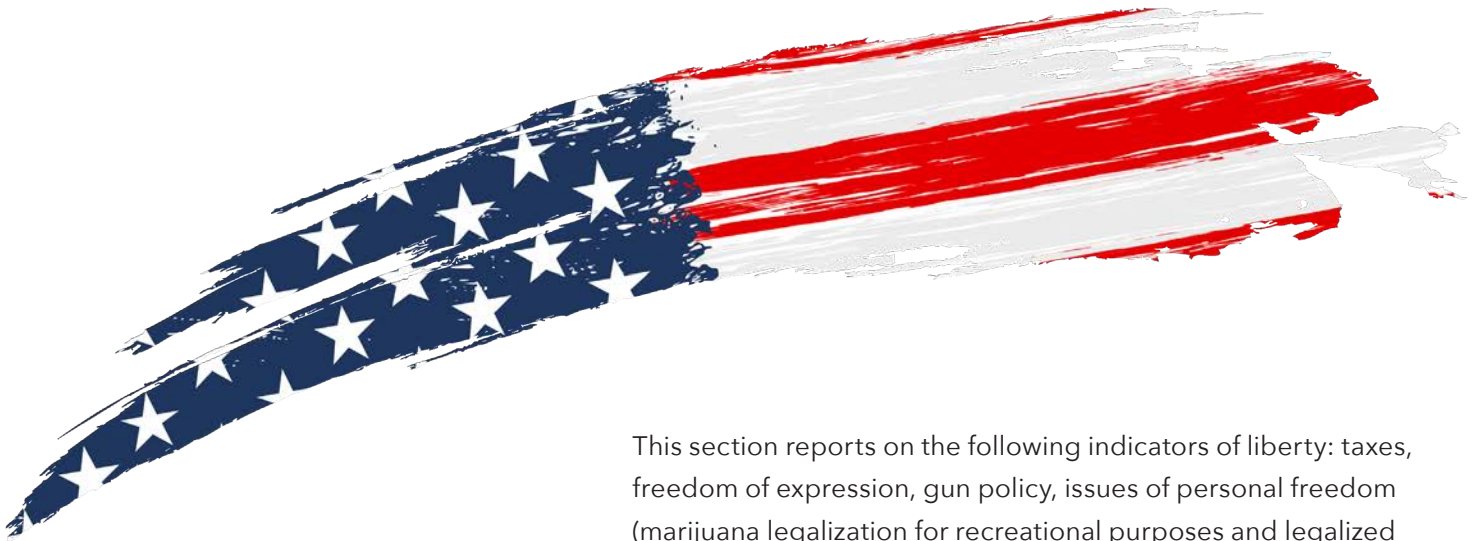 This section reports on the following indicators of liberty: taxes,
freedom of expression, gun policy, issues of personal freedom
(marijuana legalization for recreational purposes and legalized